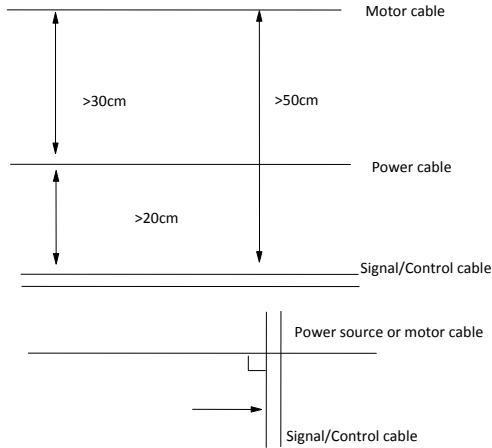 Motor cable
>30cm
>50cm
Power cable
>20cm
Signal/Control cable
Power source or motor cable
Signal/Control cable